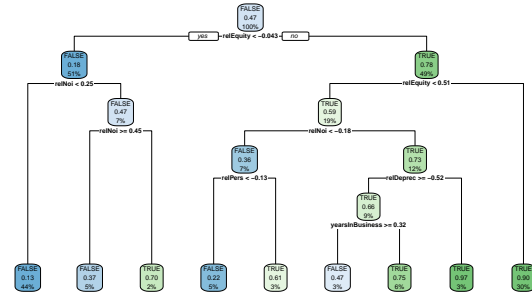 FALSE
0.47
100%
yes relEquity < −0.043 no
FALSE
0.18
51%
relNoi < 0.25
TRUE
0.78
49%
relEquity < 0.51
FALSE
0.47
7%
relNoi >= 0.45
TRUE
0.59
19%
relNoi < −0.18
FALSE
0.36
7%
relPers < −0.13
TRUE
0.73
12%
relDeprec >= −0.52
TRUE
0.66
9%
yearsInBusiness >= 0.32
FALSE
0.13
44%
FALSE
0.37
5%
TRUE
0.70
2%
FALSE
0.22
5%
TRUE
0.61
3%
FALSE
0.47
3%
TRUE
0.75
6%
TRUE
0.97
3%
TRUE
0.90
30%